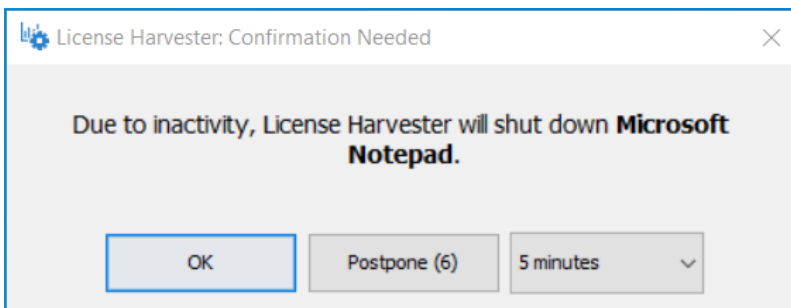 License Harvester: Confirmation Needed
Due to inactivity, License Harvester will shut down Microsoft
Notepad.
OK
Postpone (6)
5 minutes